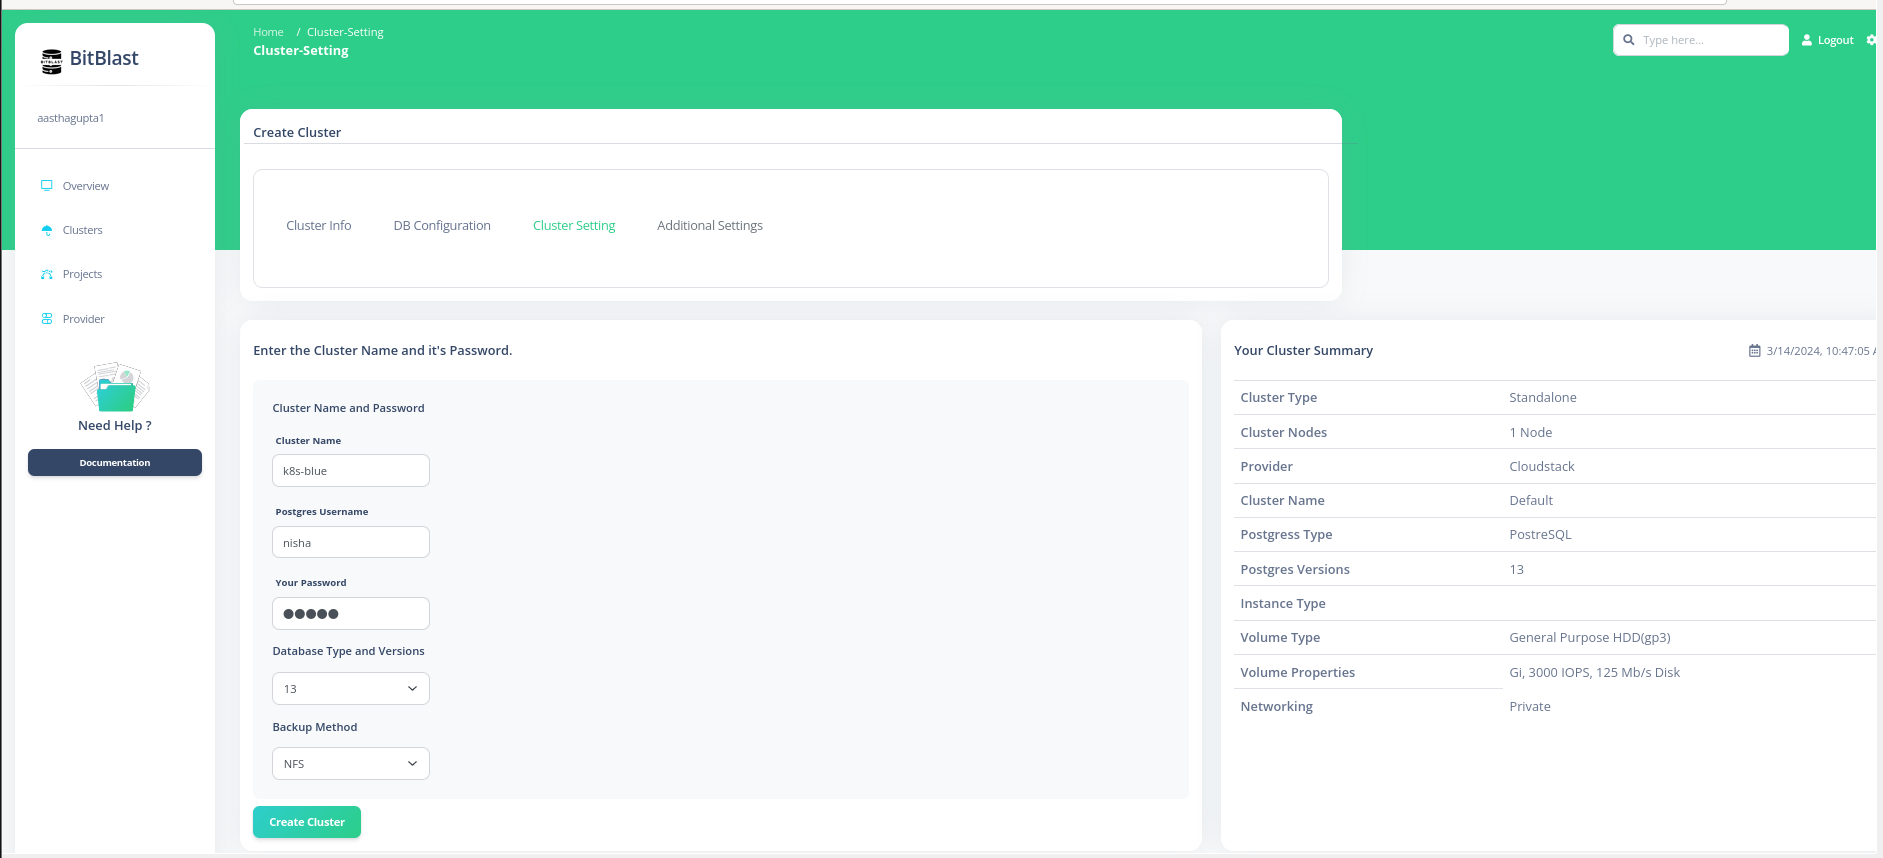 BitBlast
aasthagupta1
Overview
Clusters
Projects
Provider
Need Help ?
Documentation
Home / Cluster-Setting
Cluster-Setting
Type here...
Logout
Create Cluster
Cluster Info DB Configuration Cluster Setting Additional Settings
Enter the Cluster Name and it's Password.
Cluster Name and Password
Cluster Name
k8s-blue
Postgres Username
nisha
Your Password
Database Type and Versions
13
Backup Method
NFS
Create Cluster
Your Cluster Summary 3/14/2024, 10:47:05
Cluster Type Standalone
Cluster Nodes 1 Node
Provider Cloudstack
Cluster Name Default
Postgress Type PostreSQL
Postgres Versions 13
Instance Type
Volume Type General Purpose HDD(gp3)
Volume Properties Gi, 3000 IOPS, 125 Mb/s Disk
Networking Private